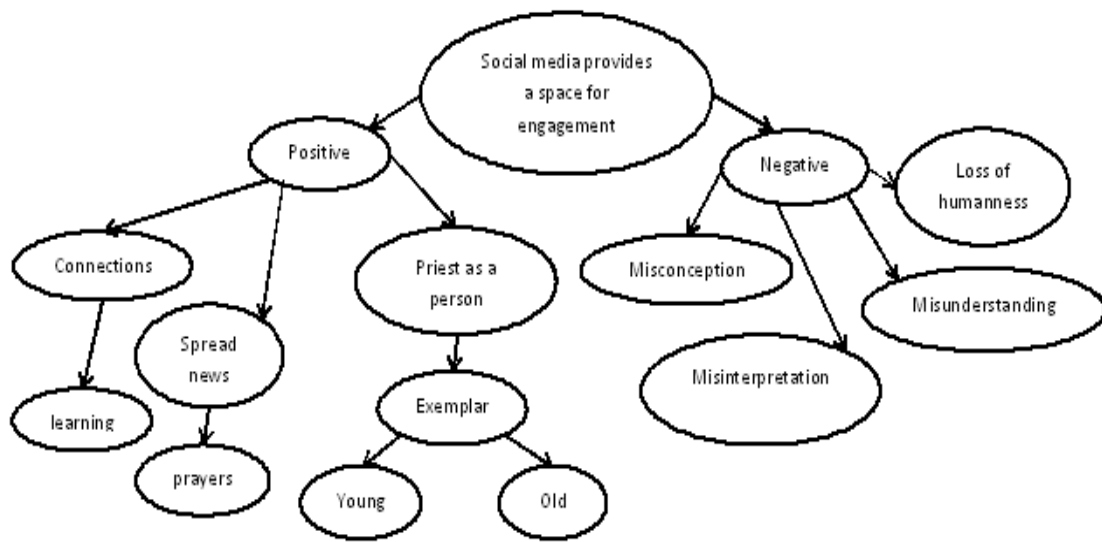 Social media provides
a space for
engagement
Positive
Negative
Loss of
humanness
Connections
Priest as a
person
Misconception
Misunderstanding
Spread
news
Misinterpretation
learning
Exemplar
prayers
Young
Old